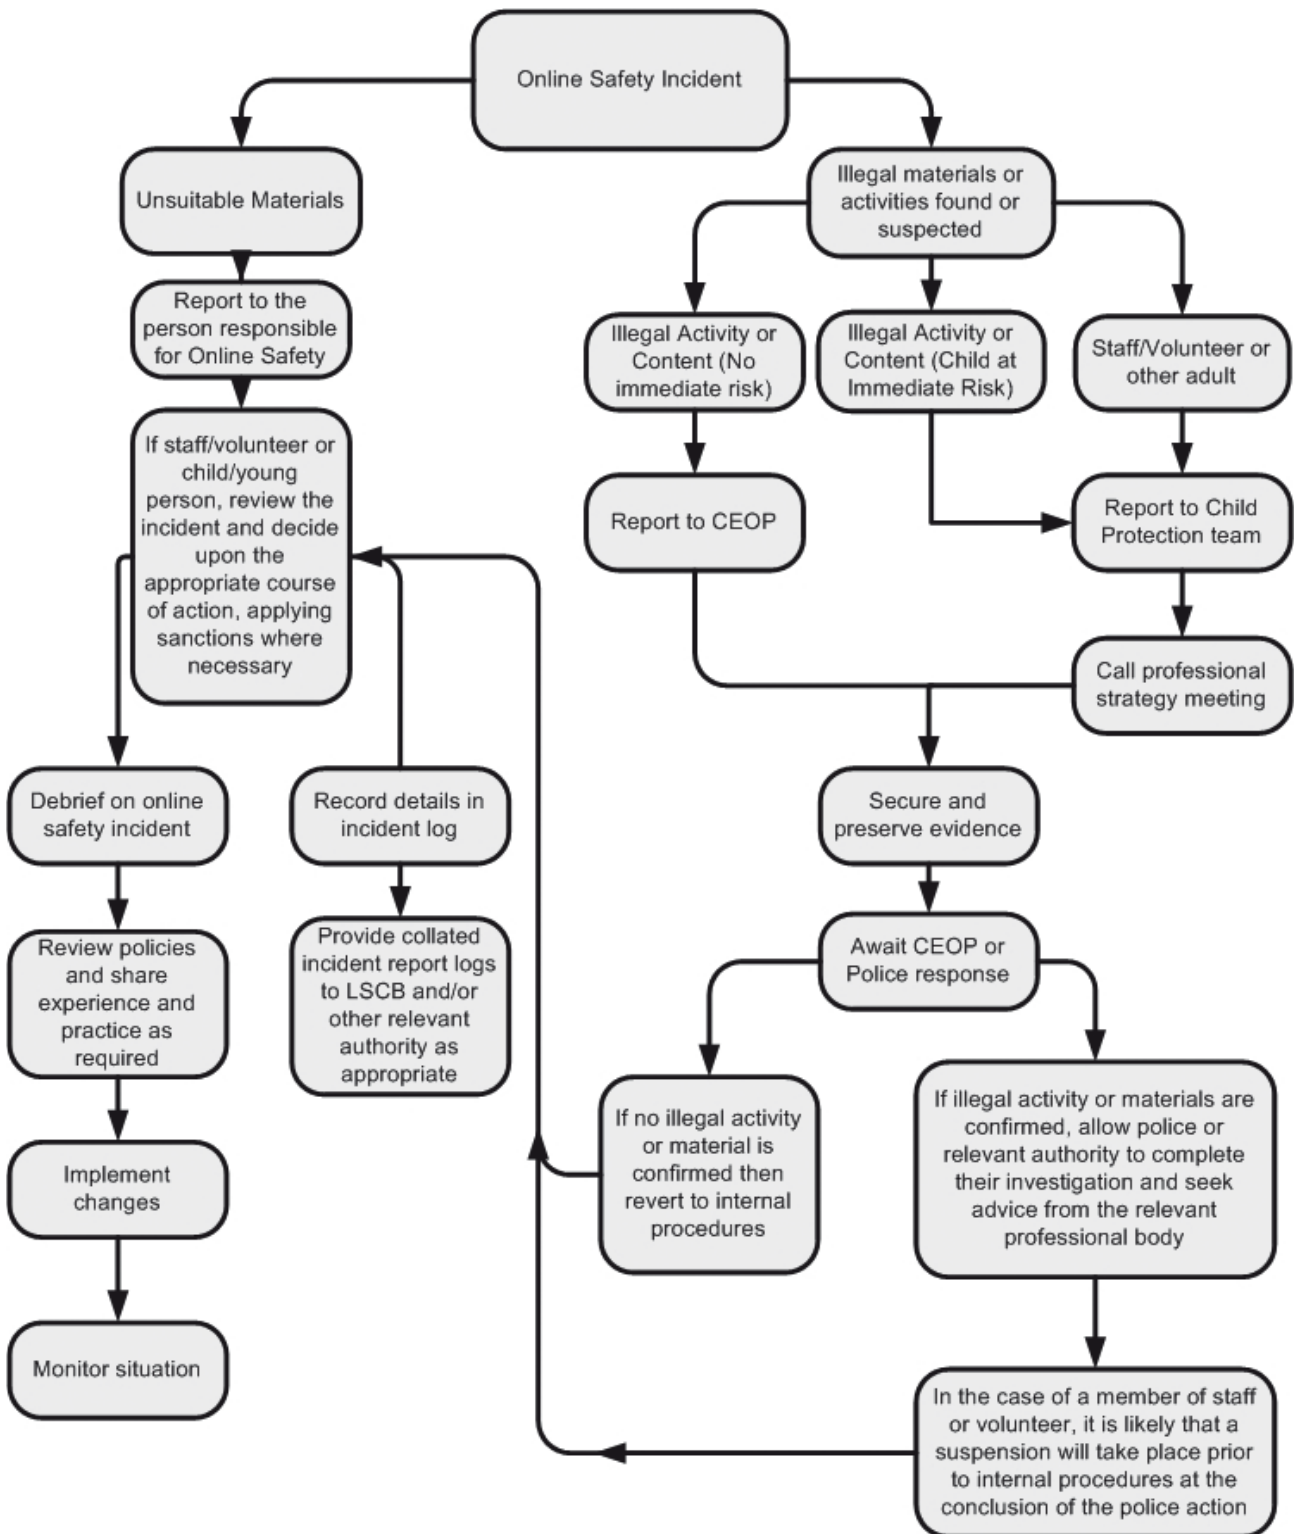 Online Safety Incident
Unsuitable Materials
Report to the
person responsible
for Online Safety
If staff/volunteer or
child/young
person, review the
incident and decide
upon the
appropriate course
of action, applying
sanctions where
necessary
Debrief on online
safety incident
Review policies
and share
experience and
practice as
required
Implement
changes
Monitor situation
Record details in
incident log
Provide collated
incident report logs
to LSCB and/or
other relevant
authority as
appropriate
Illegal materials or
activities found or
suspected
Illegal Activity or
Content (No
immediate risk)
Illegal Activity or
Content (Child at
Immediate Risk)
Staff/Volunteer or
other adult
Report to CEOP
Report to Child
Protection team
Call professional
strategy meeting
Secure and
preserve evidence
Await CEOP or
Police response
If no illegal activity
or material is
confirmed then
revert to internal
procedures
If illegal activity or materials are
confirmed, allow police or
relevant authority to complete
their investigation and seek
advice from the relevant
professional body
In the case of a member of staff
or volunteer, it is likely that a
suspension will take place prior
to internal procedures at the
conclusion of the police action